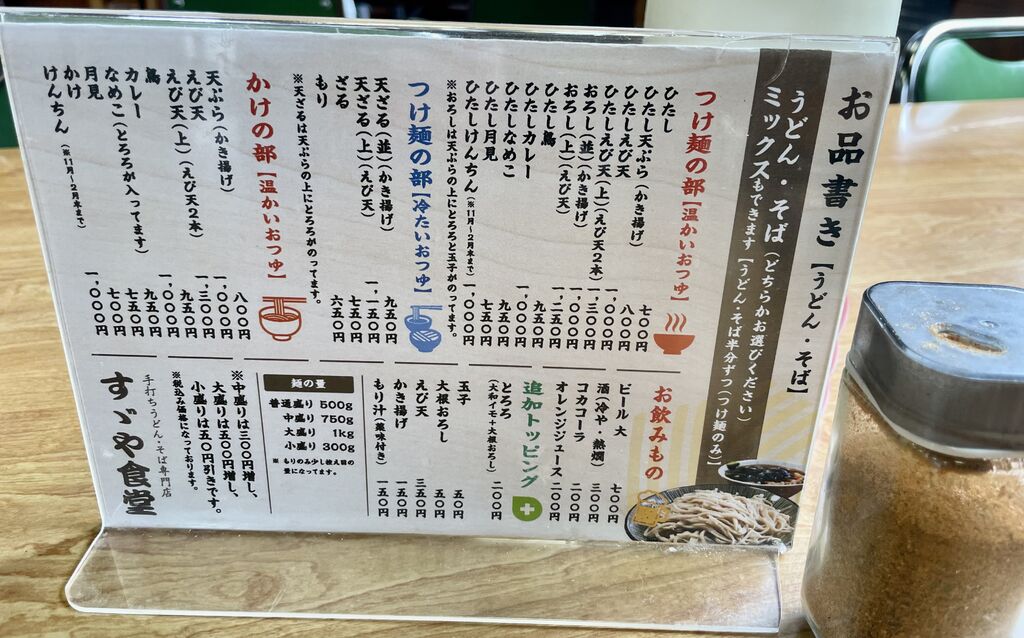 お品書き【うどん・そば】
うどん・そば(どちらかお選びください)
ミックスもできます【うどん・そば半分ずつ(つけ麺のみ)】
つけ麺の部【温かいおつゆ】
ひたし 七〇〇円
ひたし天ぷら(かき揚げ) 八〇〇円
ひたしえび天 一,〇〇〇円
ひたしえび天(上)(えび天2本) 一,三〇〇円
おろし(並)(かき揚げ)
おろし(上)(えび天) 一,二五〇円
ひたし鴨 九五〇円
ひたしカレー
ひたしなめこ
ひたし月見 七五〇円
ひたしけんちん(※11月〜2月末まで) 一,〇〇〇円
※おろしは天ぷらの上にとろろと玉子がのってます。
つけ麺の部【冷たいおつゆ】
天ざる(並)(かき揚げ) 九五〇円
天ざる(上)(えび天) 一,一五〇円
ざる 七五〇円
もり 六五〇円
※天ざるは天ぷらの上にとろろがのってます。
かけの部【温かいおつゆ】
天ぷら(かき揚げ) 八〇〇円
えび天 一,〇〇〇円
えび天(上)(えび天2本) 一,三〇〇円
鴨 九五〇円
カレー 九五〇円
なめこ(とろろが入ってます) 七五〇円
月見
かけ 七〇〇円
けんちん(※11月〜2月末まで) 一,〇〇〇円
お飲みもの
ビール 大 七〇〇円
酒(冷や・熱燗) 三〇〇円
コカコーラ 二〇〇円
オレンジジュース 二〇〇円
追加トッピング
とろろ 二〇〇円
(大和イモ+大根おろし)
玉子 五〇円
大根おろし 五〇円
えび天 三五〇円
かき揚げ 一五〇円
もり汁(薬味付き) 一五〇円
麺の量
普通盛り 500g
中盛り 750g
大盛り 1kg
小盛り 300g
※中盛りは三〇〇円増し、
大盛りは五〇〇円増し、
小盛りは五〇円引きです。
※税込み価格になっております。
手打ちうどん・そば専門店
すゞや食堂